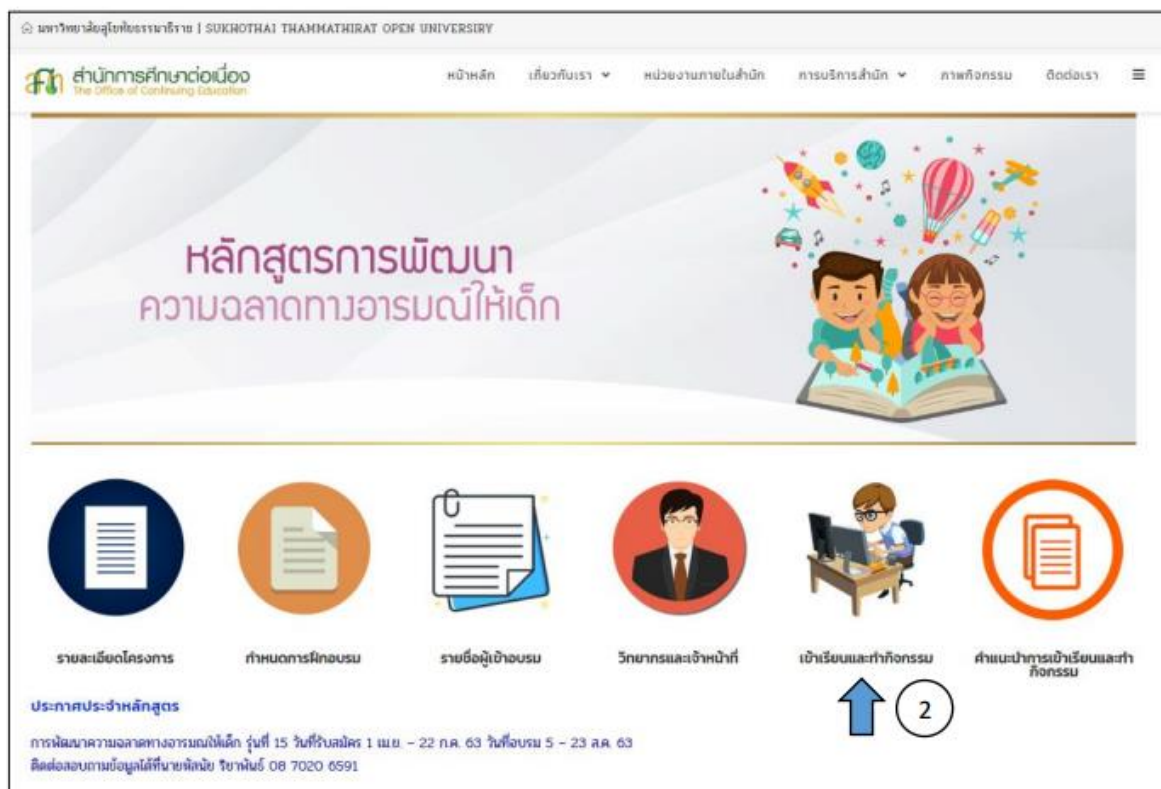 มหาวิทยาลัยสุโขทัยธรรมาธิราช | SUKHOTHAI THAMMATHIRAT OPEN UNIVERSIRY
สำนักการศึกษาต่อเนื่อง
The Office of Continuing Education
หน้าหลัก เกี่ยวกับเรา หน่วยงานภายในสำนัก การบริการสำนัก ภาพกิจกรรม ติดต่อเรา
หลักสูตรการพัฒนา
ความฉลาดทางอารมณ์ให้เด็ก
รายละเอียดโครงการ
กำหนดการฝึกอบรม
รายชื่อผู้เข้าอบรม
วิทยากรและเจ้าหน้าที่
เข้าเรียนและทำกิจกรรม
คำแนะนำการเข้าเรียนและทำ
กิจกรรม
2
ประกาศประจำหลักสูตร
การพัฒนาความฉลาดทางอารมณ์ให้เด็ก รุ่นที่ 15 วันที่รับสมัคร 1 เม.ย. – 22 ก.ค. 63 วันที่อบรม 5 – 23 ส.ค. 63
ติดต่อสอบถามข้อมูลได้ที่นายพัสนัย ริยาพันธ์ 08 7020 6591